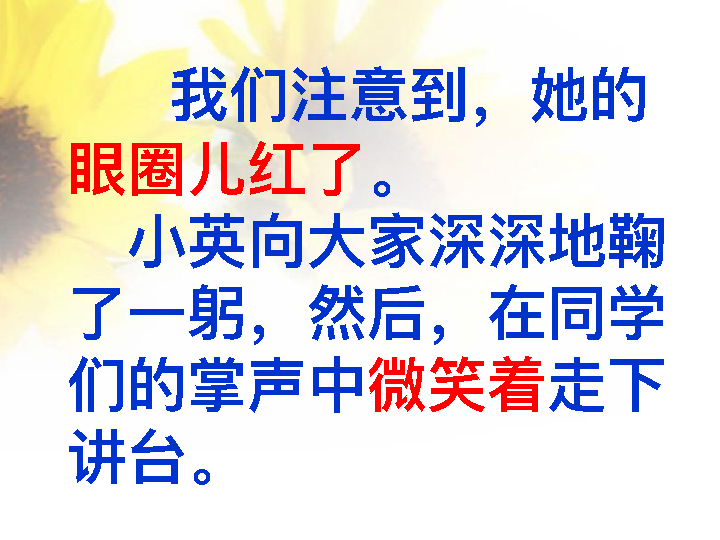 我们注意到，她的
眼圈儿红了。
小英向大家深深地鞠
了一躬，然后，在同学
们的掌声中微笑着走下
讲台。